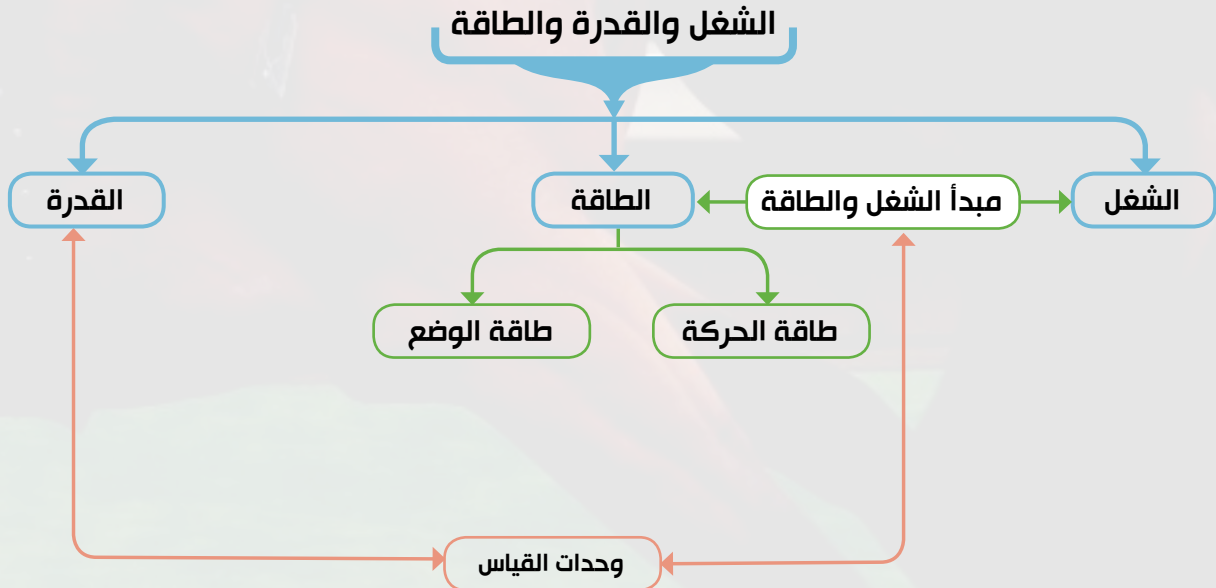 الشغل والقدرة والطاقة
الشغل
مبدأ الشغل والطاقة
الطاقة
القدرة
طاقة الحركة
طاقة الوضع
وحدات القياس